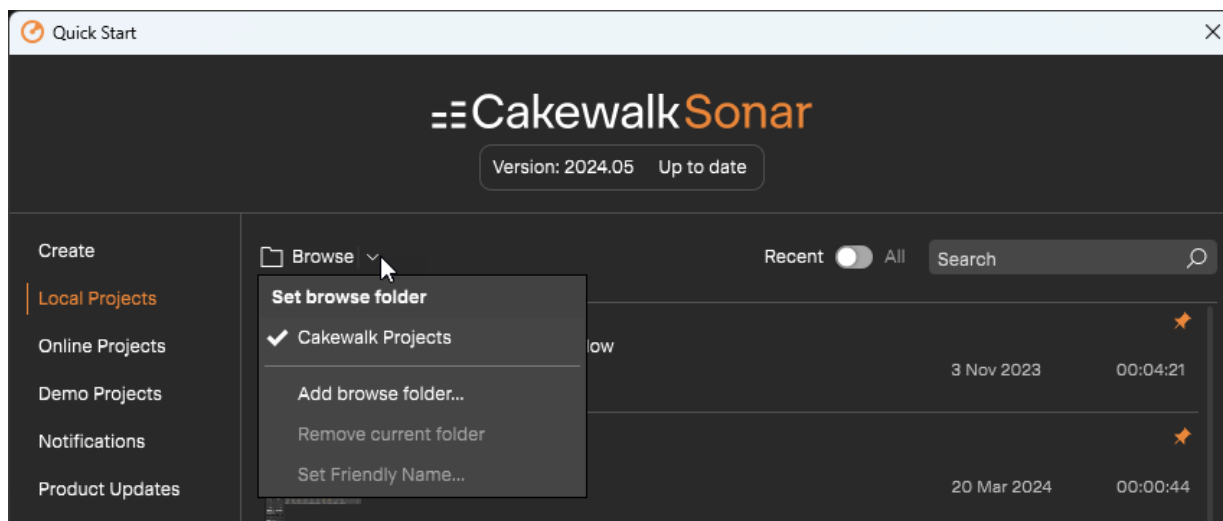 Quick Start
Cakewalk Sonar
Version: 2024.05 Up to date
Create
Local Projects
Online Projects
Demo Projects
Notifications
Product Updates
Browse
Recent All
Search
Set browse folder
Cakewalk Projects
Add browse folder...
Remove current folder
Set Friendly Name...
low
3 Nov 2023 00:04:21
20 Mar 2024 00:00:44